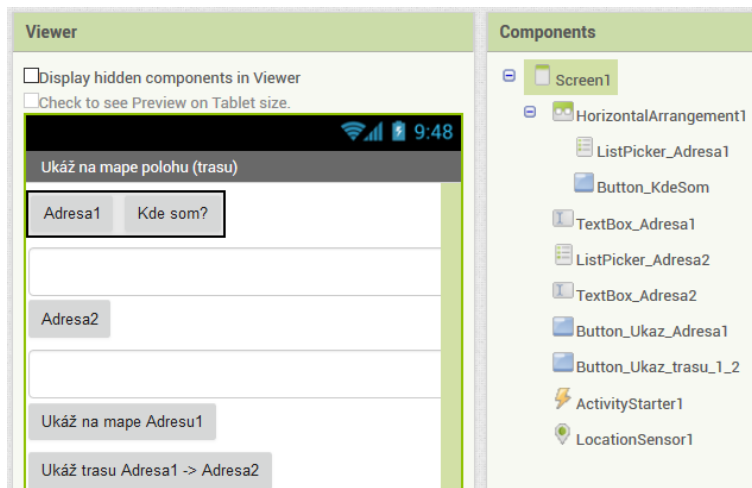 Viewer
Display hidden components in Viewer
Check to see Preview on Tablet size.
9:48
Ukáž na mape polohu (trasu)
Adresa1 Kde som?
Adresa2
Ukáž na mape Adresu1
Ukáž trasu Adresa1 -> Adresa2
Components
Screen1
HorizontalArrangement1
ListPicker_Adresa1
Button_KdeSom
TextBox_Adresa1
ListPicker_Adresa2
TextBox_Adresa2
Button_Ukaz_Adresa1
Button_Ukaz_trasu_1_2
ActivityStarter1
LocationSensor1